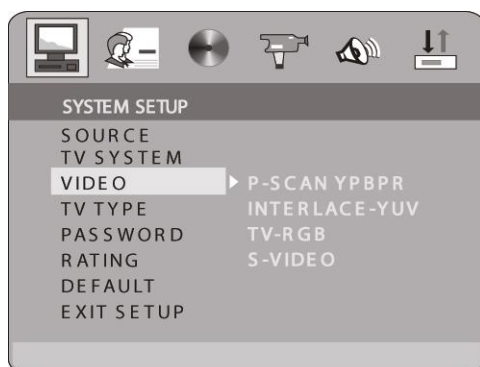 SYSTEM SETUP
SOURCE
TV SYSTEM
VIDEO P-SCAN YPBPR
TV TYPE INTERLACE-YUV
PASSWORD TV-RGB
RATING S-VIDEO
DEFAULT
EXIT SETUP